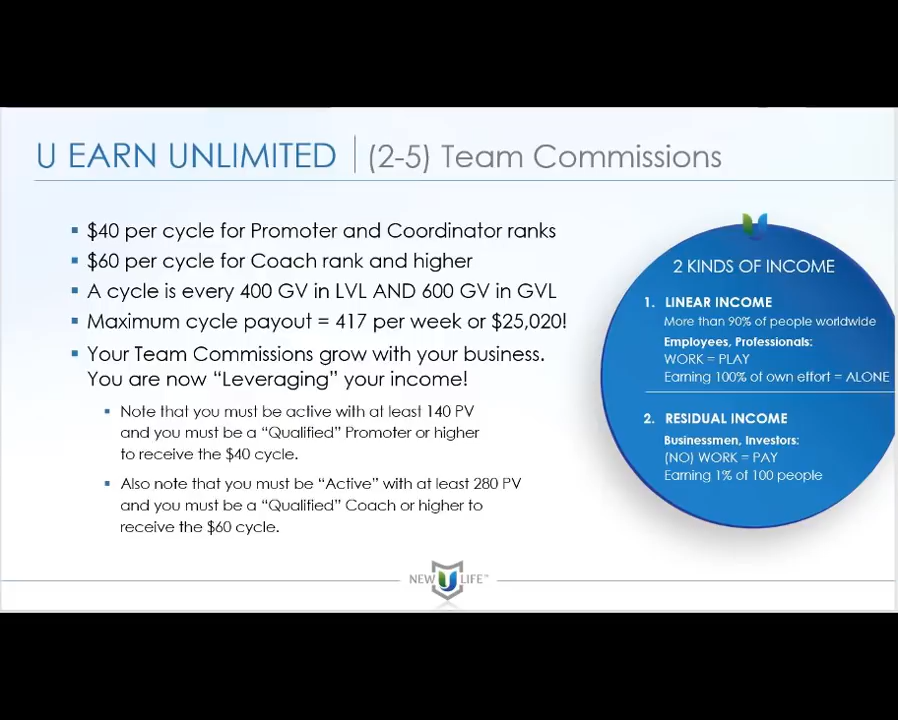 U EARN UNLIMITED | (2-5) Team Commissions
▪ $40 per cycle for Promoter and Coordinator ranks
▪ $60 per cycle for Coach rank and higher
▪ A cycle is every 400 GV in LVL AND 600 GV in GVL
▪ Maximum cycle payout = 417 per week or $25,020!
▪ Your Team Commissions grow with your business.
You are now “Leveraging” your income!
▪ Note that you must be active with at least 140 PV
and you must be a “Qualified” Promoter or higher
to receive the $40 cycle.
▪ Also note that you must be “Active” with at least 280 PV
and you must be a “Qualified” Coach or higher to
receive the $60 cycle.
2 KINDS OF INCOME
1. LINEAR INCOME
More than 90% of people worldwide
Employees, Professionals:
WORK = PLAY
Earning 100% of own effort = ALONE
2. RESIDUAL INCOME
Businessmen, Investors:
(NO) WORK = PAY
Earning 1% of 100 people
NEW U LIFE™